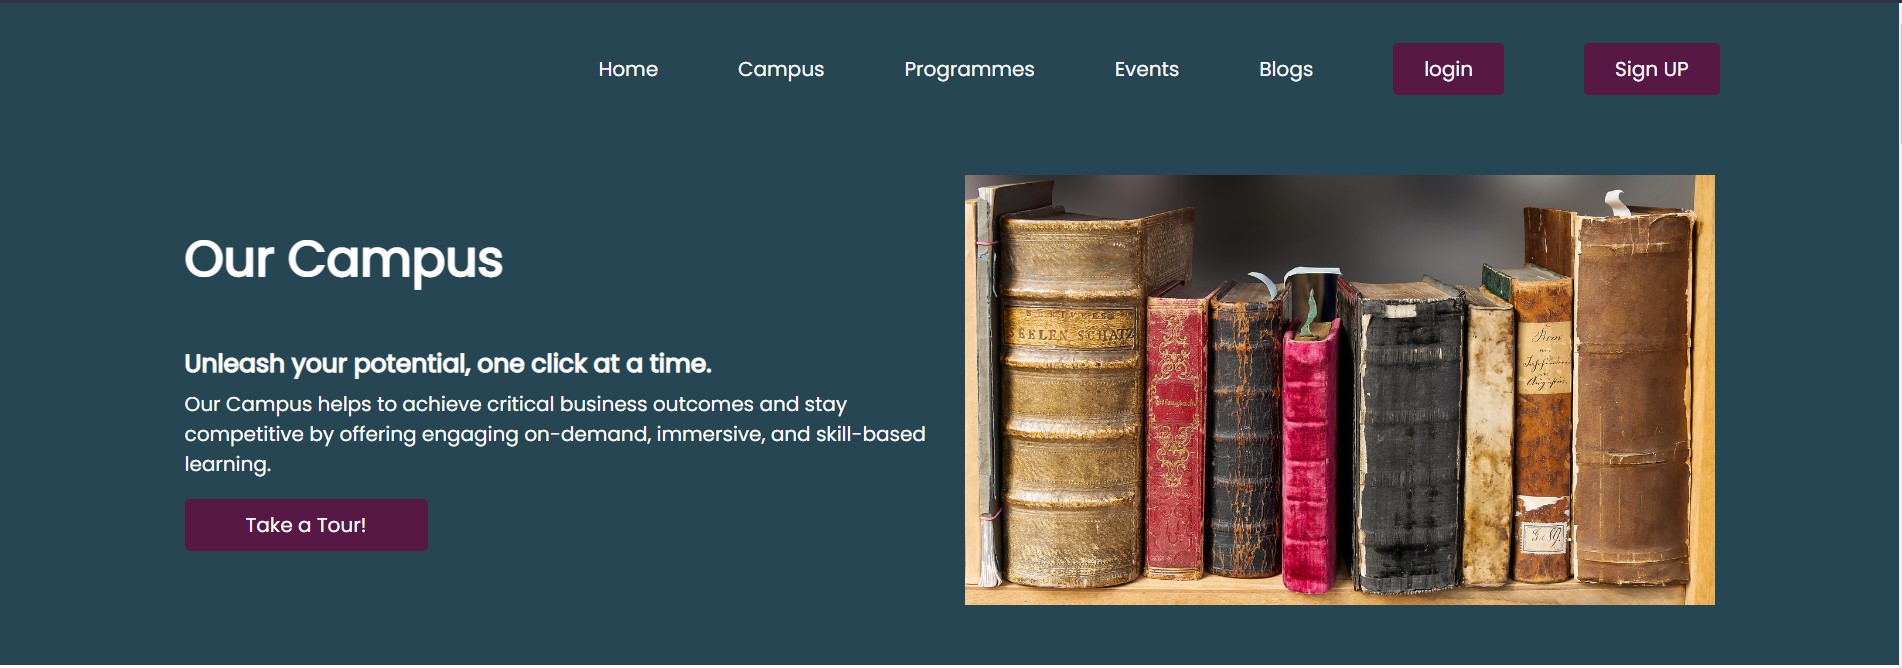 Home Campus Programmes Events Blogs login Sign UP
Our Campus
Unleash your potential, one click at a time.
Our Campus helps to achieve critical business outcomes and stay
competitive by offering engaging on-demand, immersive, and skill-based
learning.
Take a Tour!
SEELEN SCHATZ